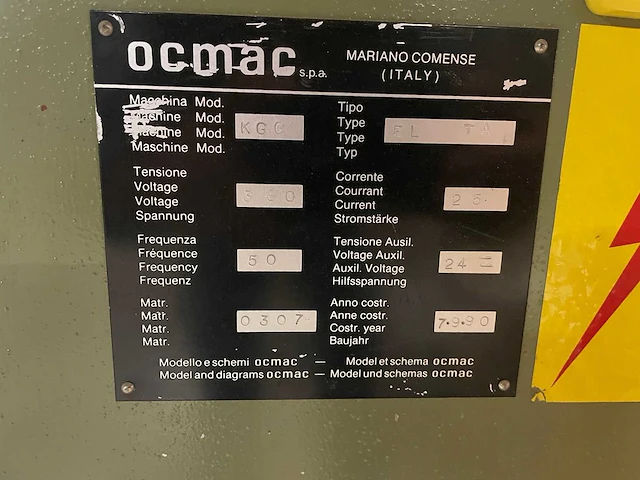 ocmac s.p.a.
MARIANO COMENSE
(ITALY)
Maschina Mod.
Machine Mod.
Machine Mod.
Maschine Mod.
Tipo
Type
Type
Typ
Tensione
Voltage
Voltage
Spannung
Corrente
Courrant
Current
Stromstärke
25.
Frequenza
Fréquence
Frequency
Frequenz
50
Tensione Ausil.
Voltage Auxil.
Auxil. Voltage
Hilfsspannung
24 =
Matr.
Matr.
Matr.
Matr.
0307
Anno costr.
Anne costr.
Costr. year
Baujahr
7.9.90
Modello e schemi ocmac — Model et schema ocmac
Model and diagrams ocmac — Model und schemas ocmac